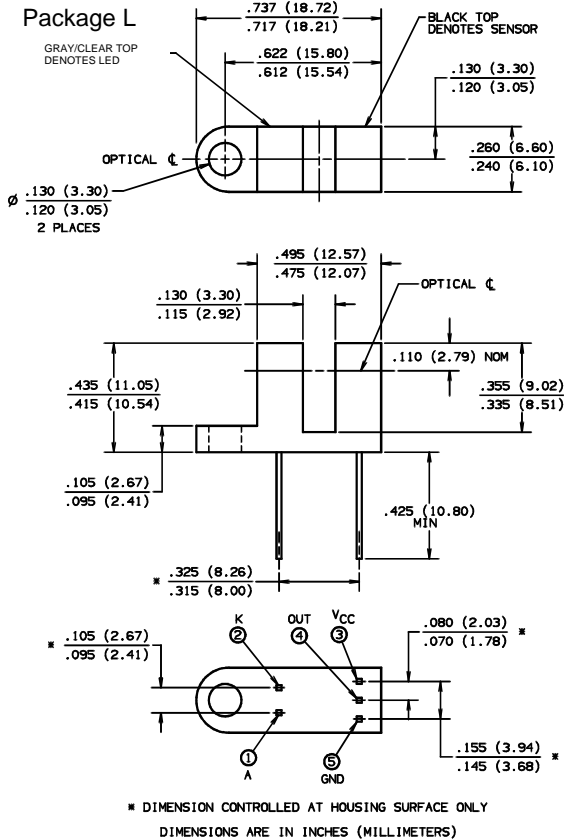 Package L
GRAY/CLEAR TOP
DENOTES LED
.737 (18.72)
.717 (18.21)
BLACK TOP
DENOTES SENSOR
.622 (15.80)
.612 (15.54)
.130 (3.30)
.120 (3.05)
OPTICAL ℄
.260 (6.60)
.240 (6.10)
Ø .130 (3.30)
.120 (3.05)
2 PLACES
.495 (12.57)
.475 (12.07)
OPTICAL ℄
.130 (3.30)
.115 (2.92)
.110 (2.79) NOM
.435 (11.05)
.415 (10.54)
.355 (9.02)
.335 (8.51)
.105 (2.67)
.095 (2.41)
.425 (10.80)
MIN
* .325 (8.26)
.315 (8.00)
K
2
OUT
4
VCC
3
.080 (2.03) *
.070 (1.78)
* .105 (2.67)
.095 (2.41)
1
A
5
GND
.155 (3.94) *
.145 (3.68)
* DIMENSION CONTROLLED AT HOUSING SURFACE ONLY
DIMENSIONS ARE IN INCHES (MILLIMETERS)